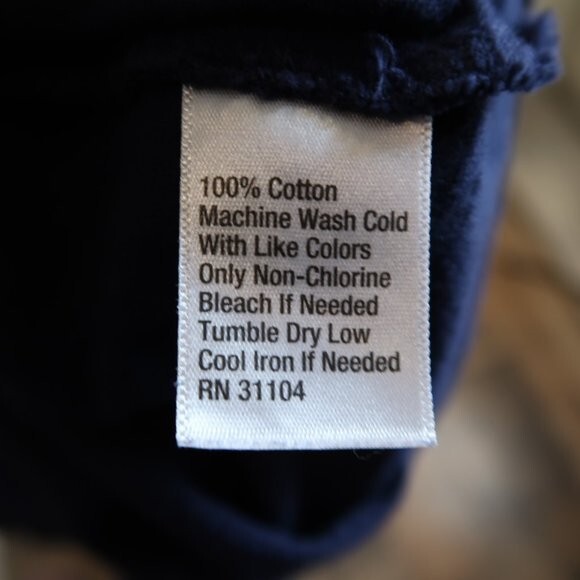 100% Cotton
Machine Wash Cold
With Like Colors
Only Non-Chlorine
Bleach If Needed
Tumble Dry Low
Cool Iron If Needed
RN 31104